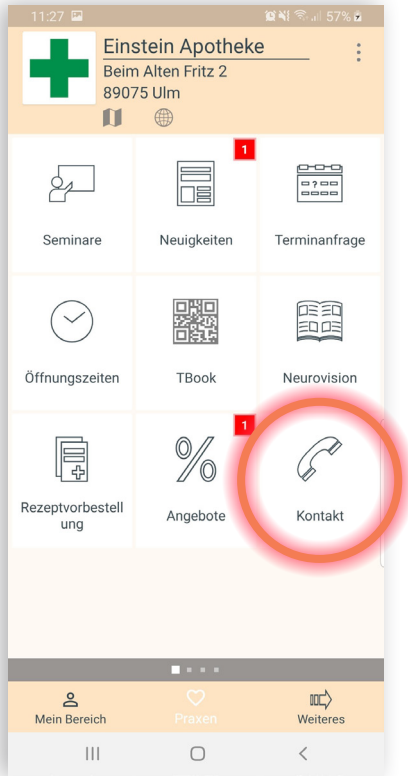 11:27 57%
Einstein Apotheke
Beim Alten Fritz 2
89075 Ulm
1
Seminare Neuigkeiten Terminanfrage
Öffnungszeiten TBook Neurovision
1
Rezeptvorbestell
ung
Angebote Kontakt
Mein Bereich Praxen Weiteres